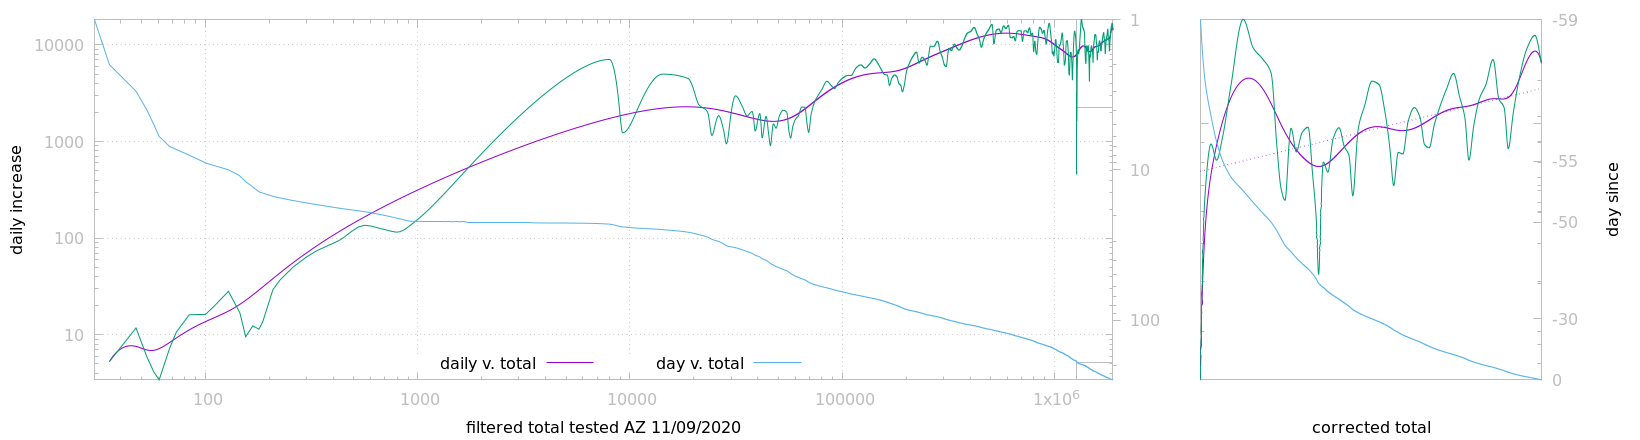 10000
1000
100
10
daily increase
daily v. total
day v. total
100
1000
10000
100000
1x10^6
filtered total tested AZ 11/09/2020
1
10
100
-59
-55
-50
-30
0
day since
corrected total